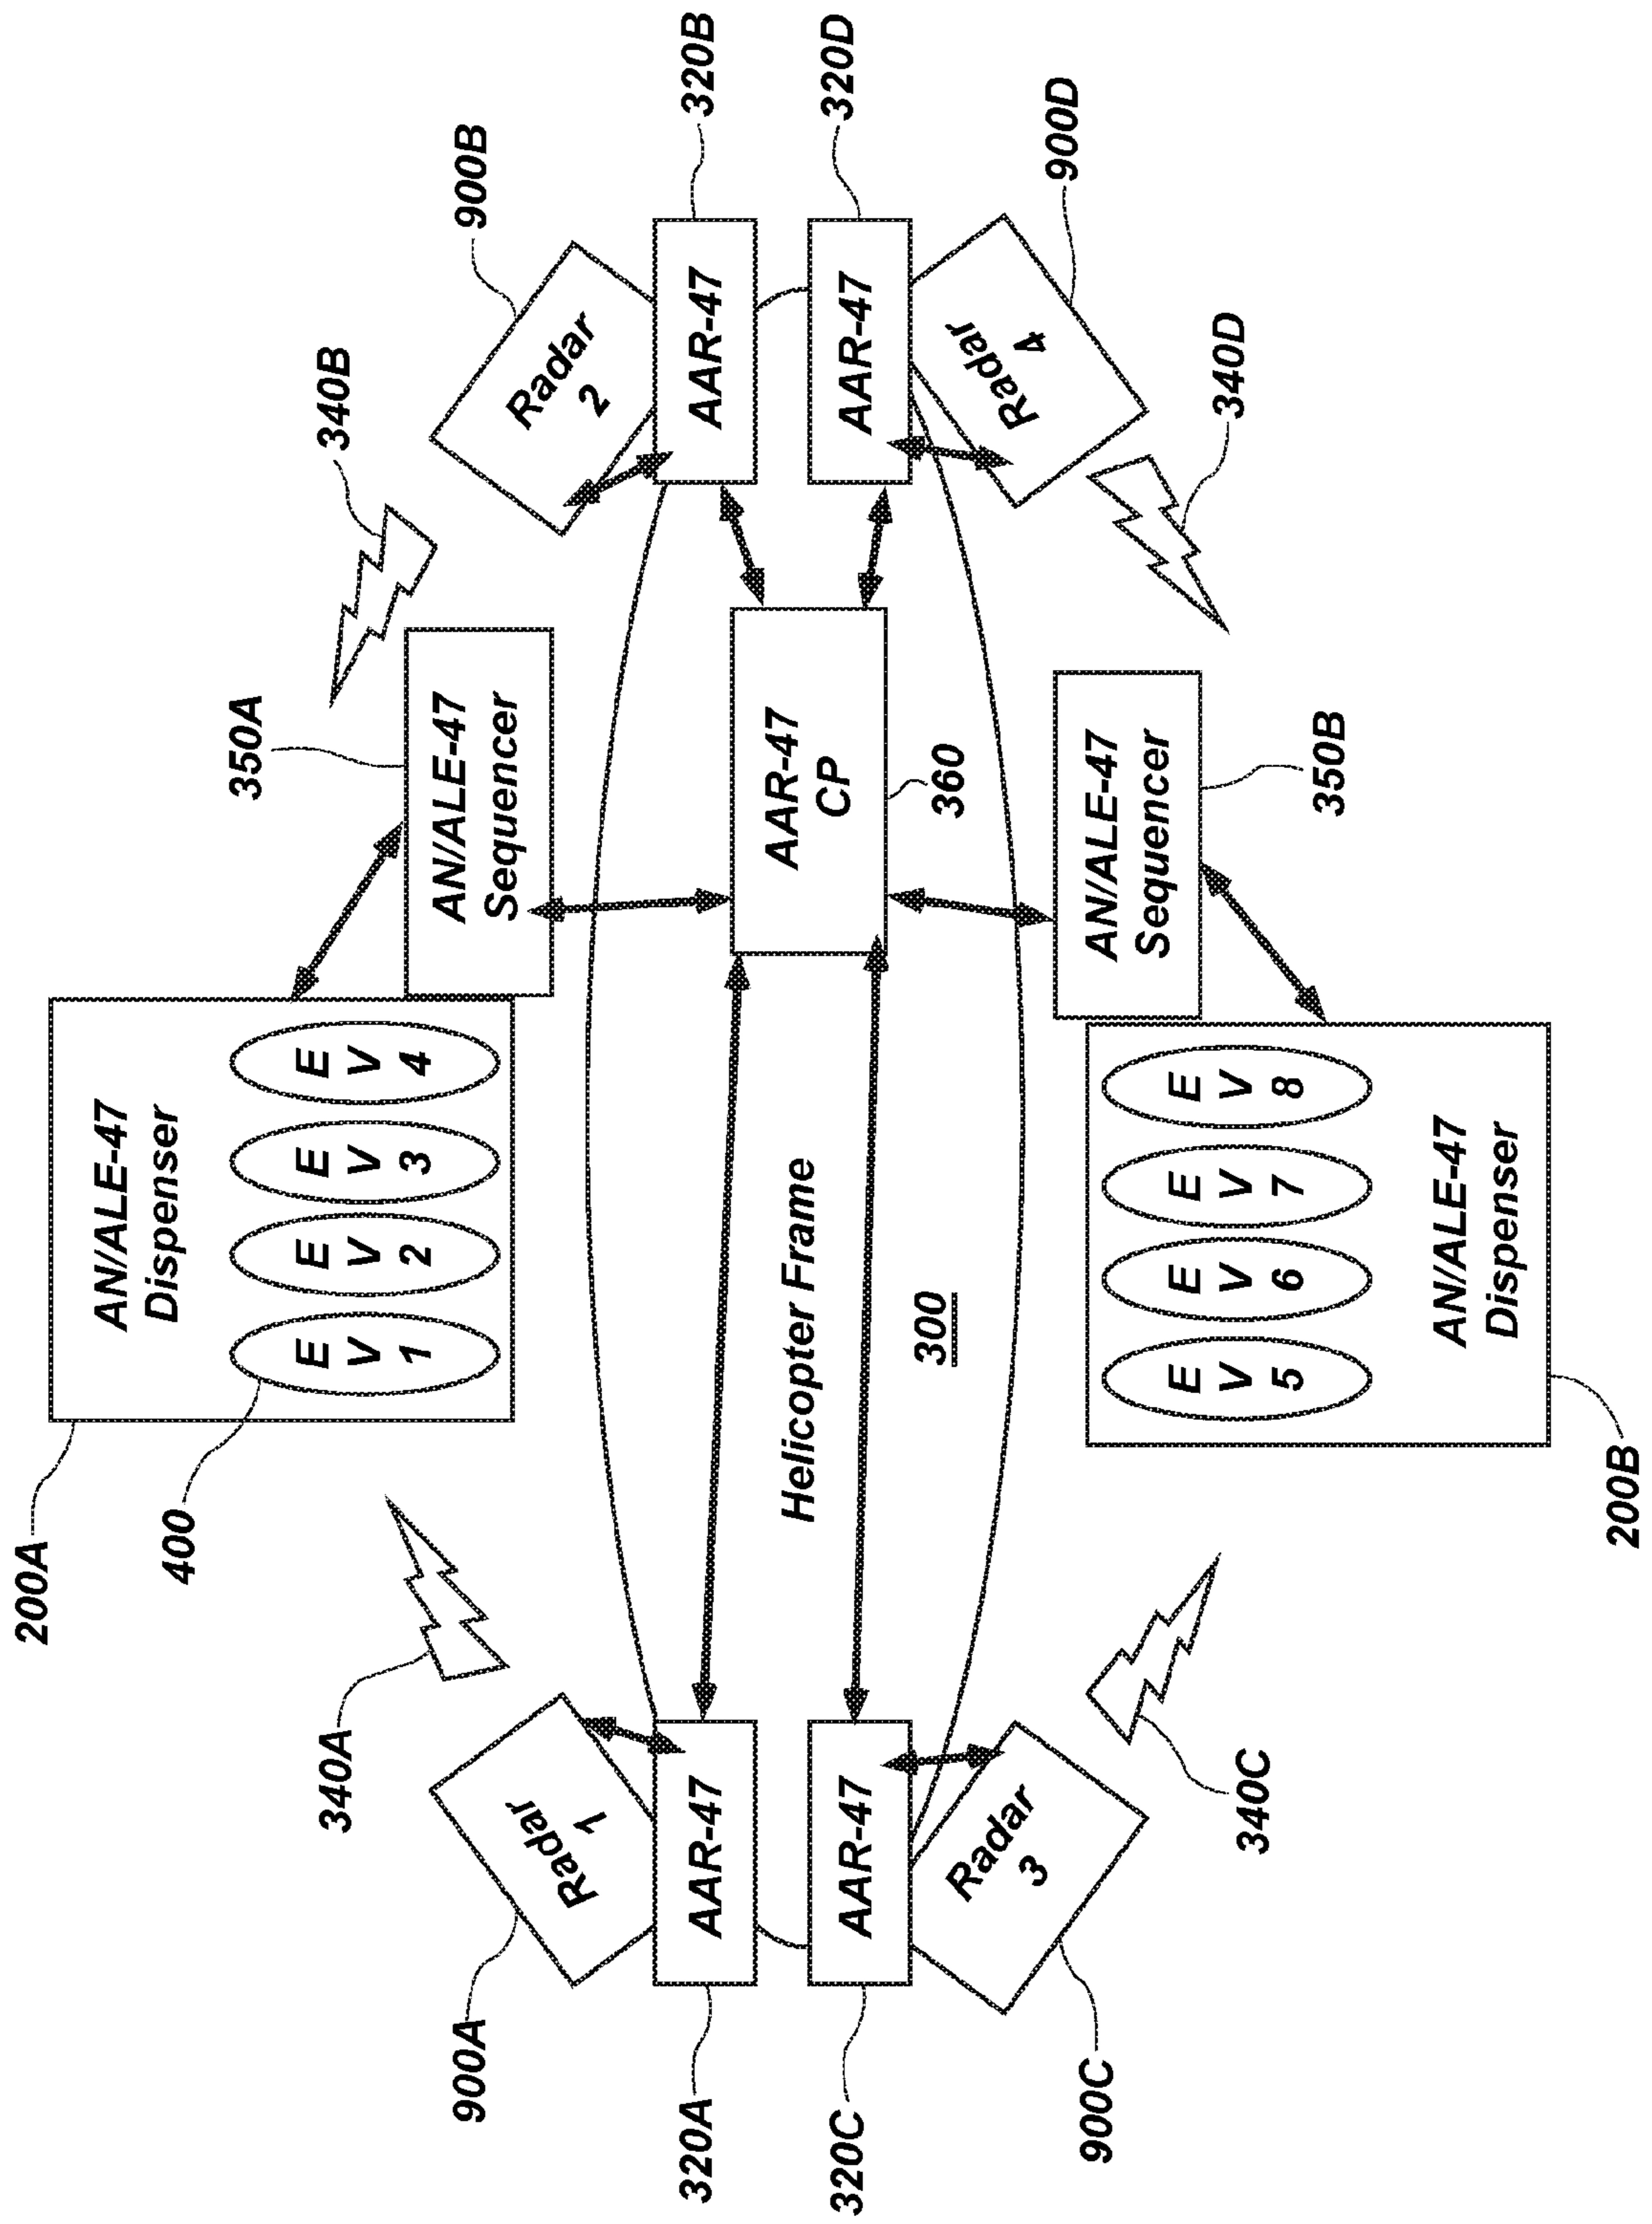 200A
400
AN/ALE-47
Dispenser
E
V
1
E
V
2
E
V
3
E
V
4
350A
AN/ALE-47
Sequencer
340A
340B
900A
Radar
1
900B
Radar
2
320A
AAR-47
AAR-47
320B
AAR-47
CP
360
Helicopter Frame
300
320C
AAR-47
AAR-47
320D
900C
Radar
3
900D
Radar
4
340C
340D
AN/ALE-47
Sequencer
350B
E
V
5
E
V
6
E
V
7
E
V
8
AN/ALE-47
Dispenser
200B